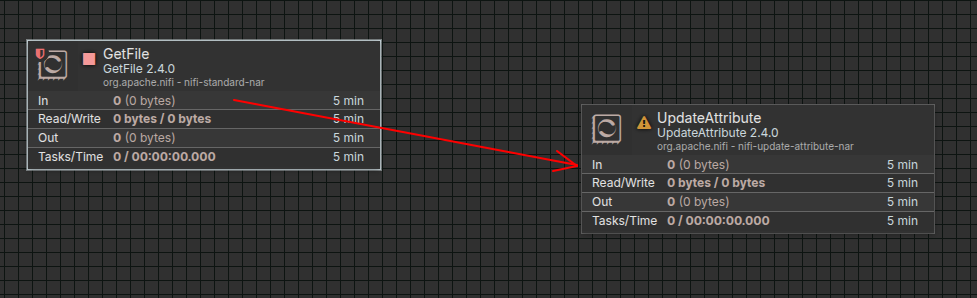 GetFile
GetFile 2.4.0
org.apache.nifi - nifi-standard-nar
In 0 (0 bytes) 5 min
Read/Write 0 bytes / 0 bytes 5 min
Out 0 (0 bytes) 5 min
Tasks/Time 0 / 00:00:00.000 5 min
UpdateAttribute
UpdateAttribute 2.4.0
org.apache.nifi - nifi-update-attribute-nar
In 0 (0 bytes) 5 min
Read/Write 0 bytes / 0 bytes 5 min
Out 0 (0 bytes) 5 min
Tasks/Time 0 / 00:00:00.000 5 min